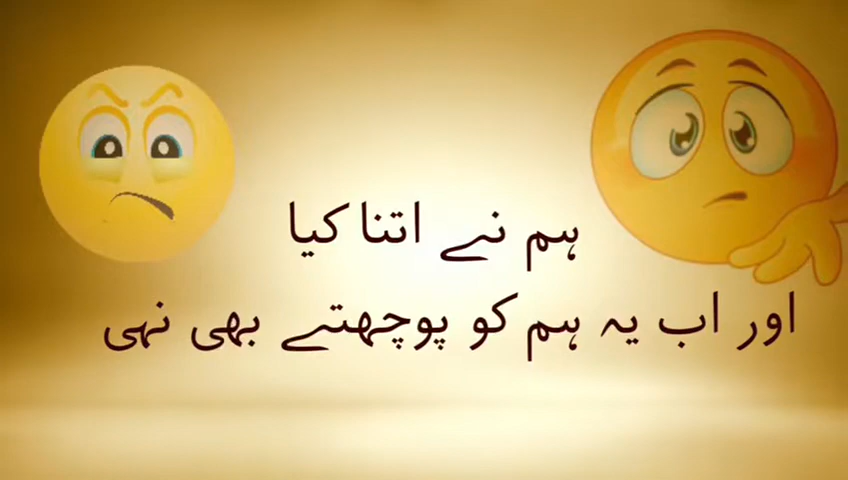 ہم نے اتنا کیا
اور اب یہ ہم کو پوچھتے بھی نہی